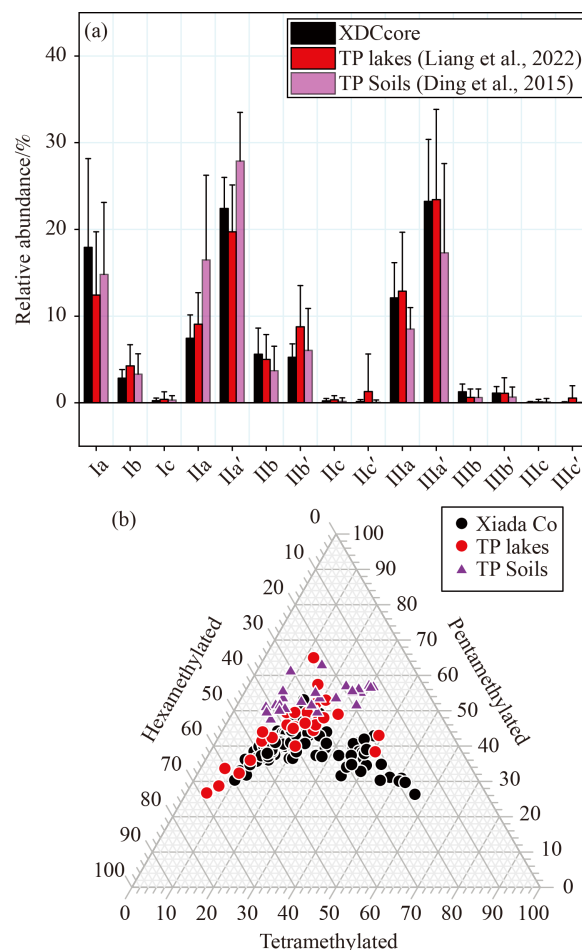 (a)
XDCcore
TP lakes (Liang et al., 2022)
TP Soils (Ding et al., 2015)
Relative abundance/%
40
30
20
10
0
Ia Ib Ic IIa IIa′ IIb IIb′ IIc IIc′ IIIa IIIa′ IIIb IIIb′ IIIc IIIc′
(b)
Xiada Co
TP lakes
TP Soils
Hexamethylated
0 10 20 30 40 50 60 70 80 90 100
Pentamethylated
100 90 80 70 60 50 40 30 20 10 0
0 10 20 30 40 50 60 70 80 90 100
Tetramethylated